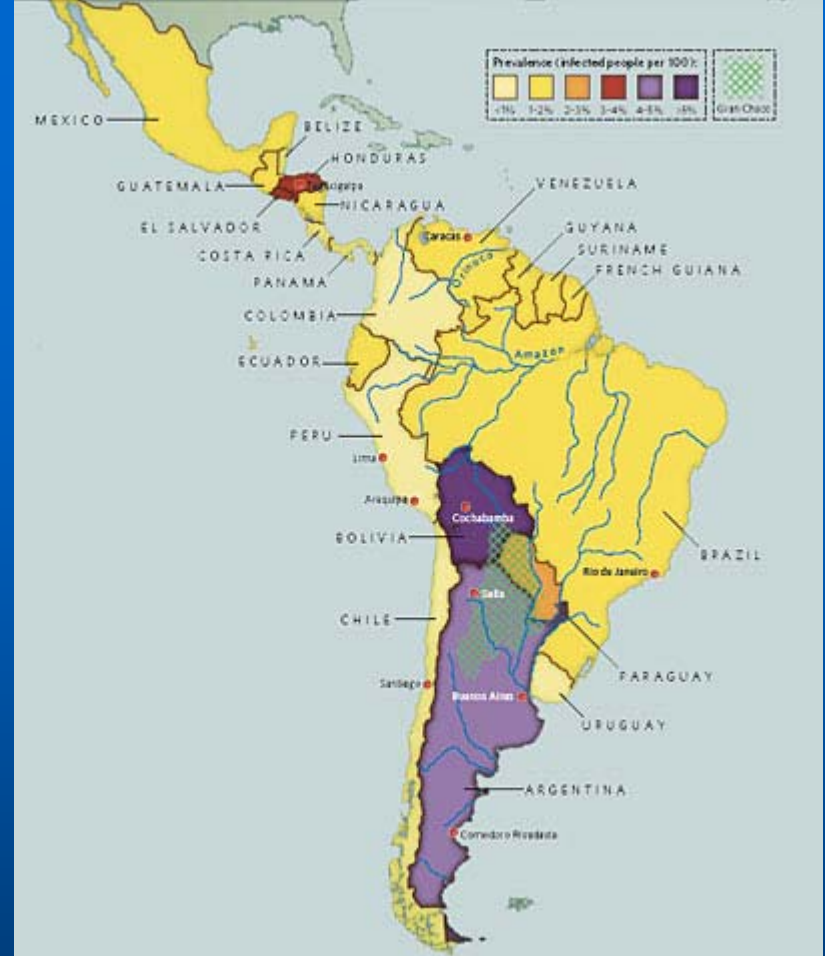 Prevalence (infected people per 100):
<1% 1-2% 2-3% 3-4% 4-5% >5%
Gran Chaco
MEXICO
BELIZE
HONDURAS
Tegucigalpa
GUATEMALA
NICARAGUA
EL SALVADOR
COSTA RICA
PANAMA
VENEZUELA
Caracas
GUYANA
SURINAME
FRENCH GUIANA
Orinoco
COLOMBIA
Amazon
ECUADOR
PERU
Lima
Arequipa
Cochabamba
BOLIVIA
BRAZIL
Rio de Janeiro
Salta
CHILE
PARAGUAY
Santiago
Buenos Aires
URUGUAY
ARGENTINA
Comodoro Rivadavia